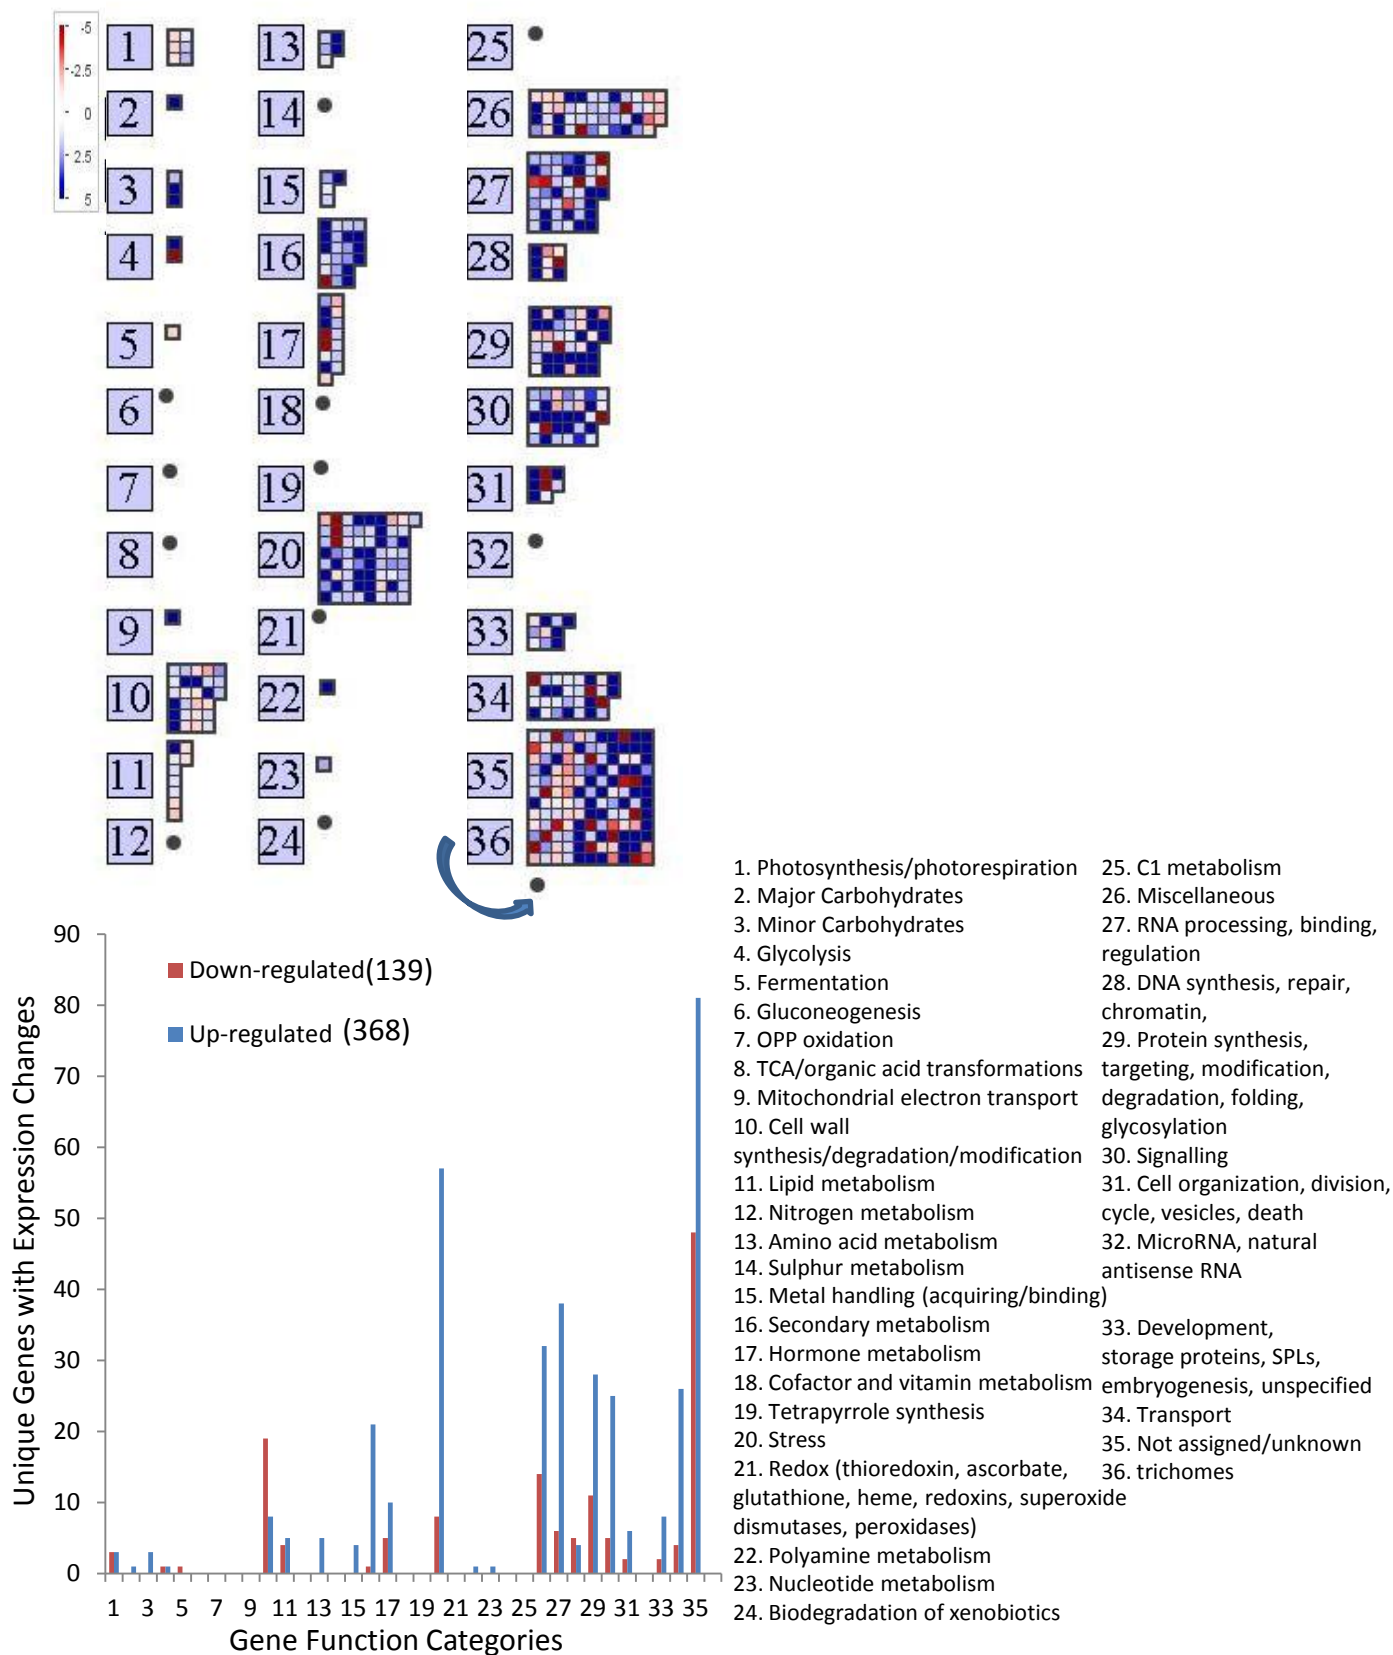 -5
-2.5
0
2.5
5
1
2
3
4
5
6
7
8
9
10
11
12
13
14
15
16
17
18
19
20
21
22
23
24
25
26
27
28
29
30
31
32
33
34
35
36
90
80
70
60
50
40
30
20
10
0
Unique Genes with Expression Changes
Down-regulated(139)
Up-regulated (368)
1 3 5 7 9 11 13 15 17 19 21 23 25 27 29 31 33 35
Gene Function Categories
1. Photosynthesis/photorespiration
2. Major Carbohydrates
3. Minor Carbohydrates
4. Glycolysis
5. Fermentation
6. Gluconeogenesis
7. OPP oxidation
8. TCA/organic acid transformations
9. Mitochondrial electron transport
10. Cell wall
synthesis/degradation/modification
11. Lipid metabolism
12. Nitrogen metabolism
13. Amino acid metabolism
14. Sulphur metabolism
15. Metal handling (acquiring/binding)
16. Secondary metabolism
17. Hormone metabolism
18. Cofactor and vitamin metabolism
19. Tetrapyrrole synthesis
20. Stress
21. Redox (thioredoxin, ascorbate,
glutathione, heme, redoxins, superoxide
dismutases, peroxidases)
22. Polyamine metabolism
23. Nucleotide metabolism
24. Biodegradation of xenobiotics
25. C1 metabolism
26. Miscellaneous
27. RNA processing, binding,
regulation
28. DNA synthesis, repair,
chromatin,
29. Protein synthesis,
targeting, modification,
degradation, folding,
glycosylation
30. Signalling
31. Cell organization, division,
cycle, vesicles, death
32. MicroRNA, natural
antisense RNA
33. Development,
storage proteins, SPLs,
embryogenesis, unspecified
34. Transport
35. Not assigned/unknown
36. trichomes